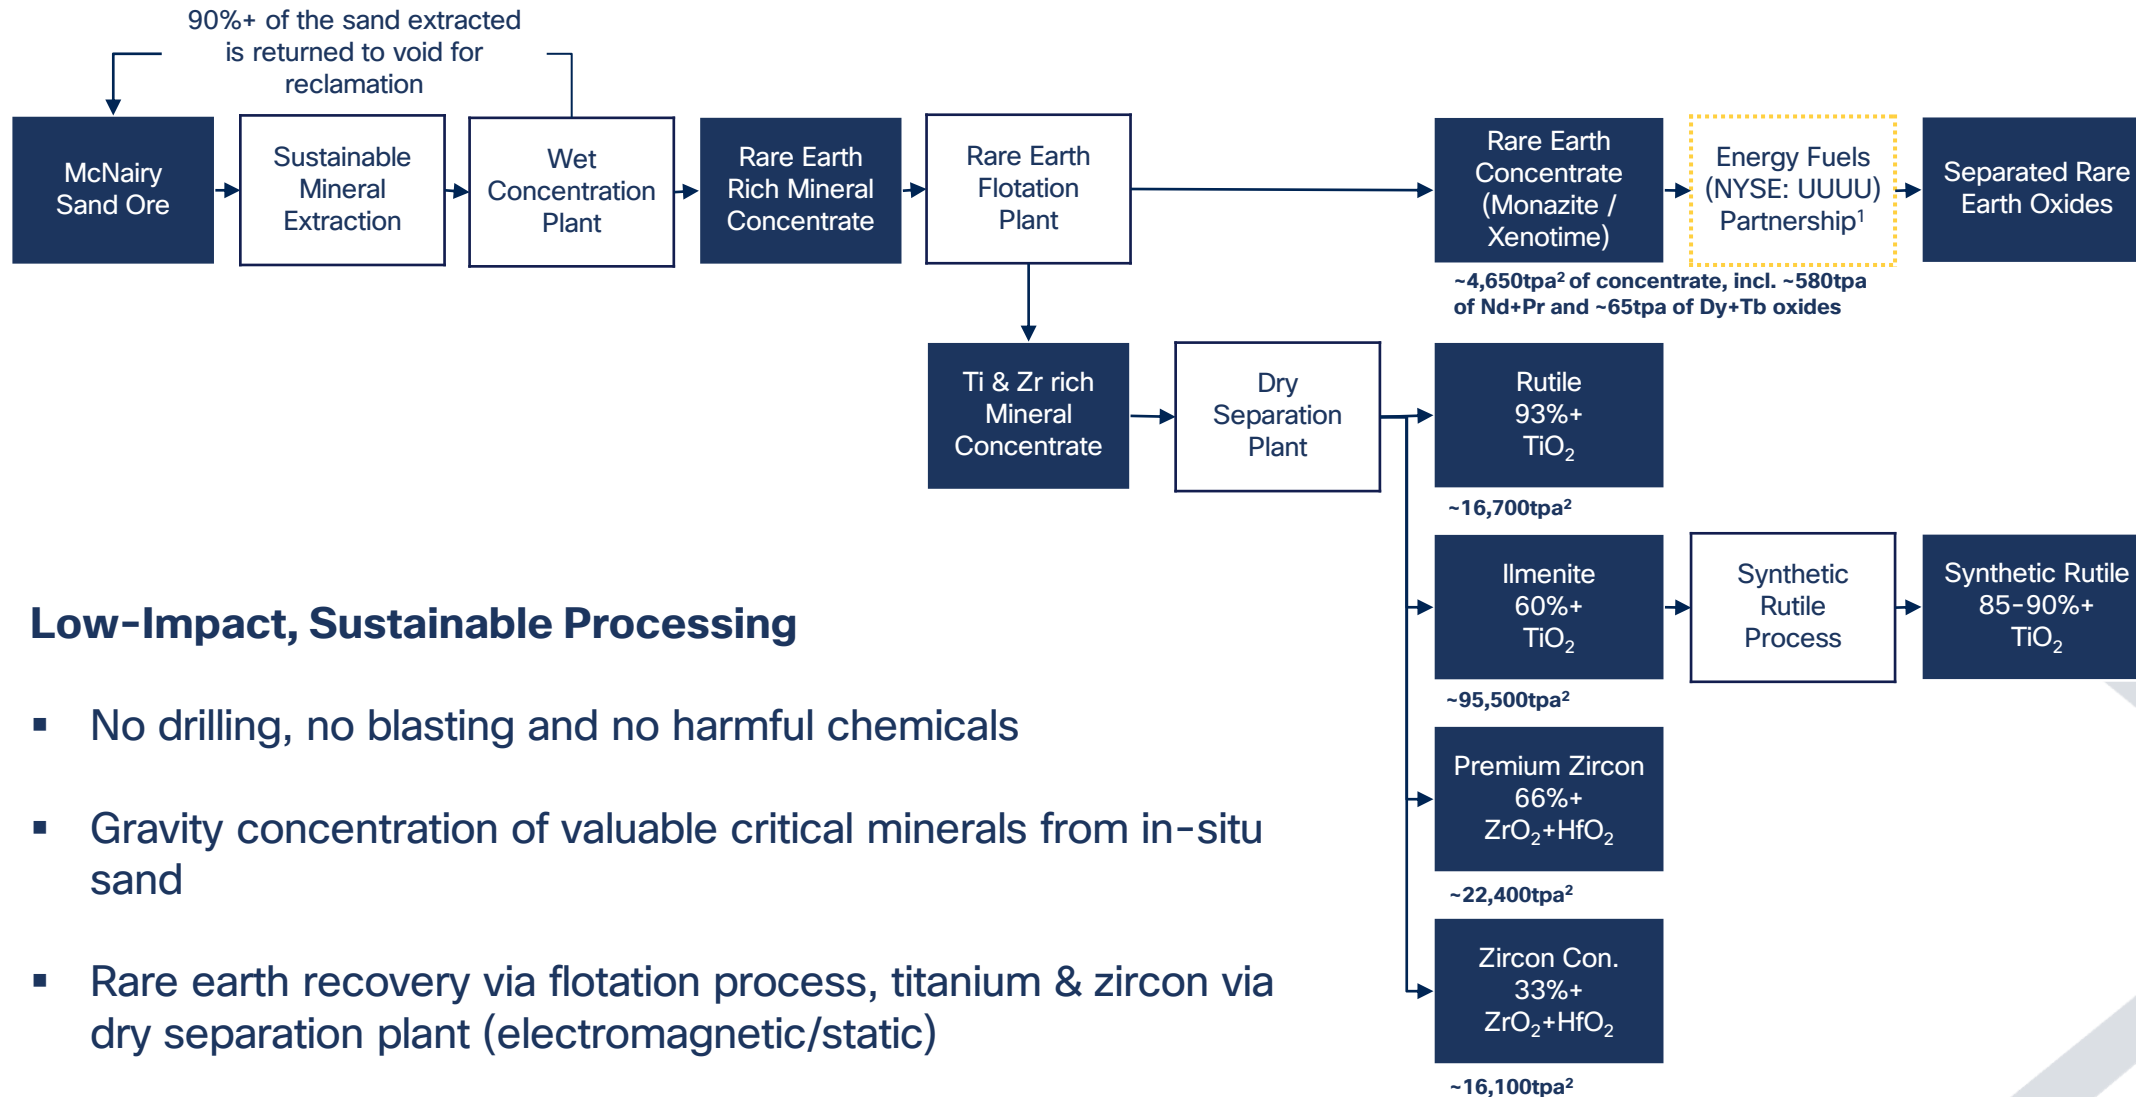 90%+ of the sand extracted
is returned to void for
reclamation
McNairy
Sand Ore
Sustainable
Mineral
Extraction
Wet
Concentration
Plant
Rare Earth
Rich Mineral
Concentrate
Rare Earth
Flotation
Plant
Rare Earth
Concentrate
(Monazite /
Xenotime)
Energy Fuels
(NYSE: UUUU)
Partnership¹
Separated Rare
Earth Oxides
~4,650tpa² of concentrate, incl. ~580tpa
of Nd+Pr and ~65tpa of Dy+Tb oxides
Ti & Zr rich
Mineral
Concentrate
Dry
Separation
Plant
Rutile
93%+
TiO₂
~16,700tpa²
Ilmenite
60%+
TiO₂
Synthetic
Rutile
Process
Synthetic Rutile
85-90%+
TiO₂
~95,500tpa²
Premium Zircon
66%+
ZrO₂+HfO₂
~22,400tpa²
Zircon Con.
33%+
ZrO₂+HfO₂
~16,100tpa²
Low-Impact, Sustainable Processing
▪ No drilling, no blasting and no harmful chemicals
▪ Gravity concentration of valuable critical minerals from in-situ
sand
▪ Rare earth recovery via flotation process, titanium & zircon via
dry separation plant (electromagnetic/static)